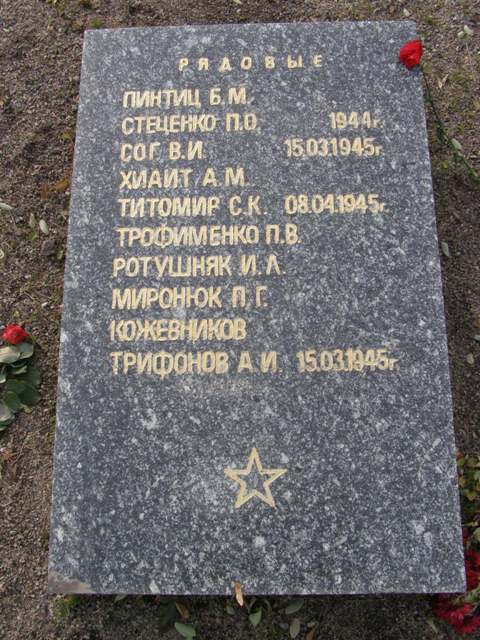 РЯДОВЫЕ
ПИНТИЦ Б.М.
СТЕЦЕНКО П.О. 1944г.
СОГ В.И. 15.03.1945г.
ХИАИТ А.М.
ТИТОМИР С.К. 08.04.1945г.
ТРОФИМЕНКО П.В.
РОТУШНЯК И.Л.
МИРОНЮК П.Г.
КОЖЕВНИКОВ
ТРИФОНОВ А.И 15.03.1945г.